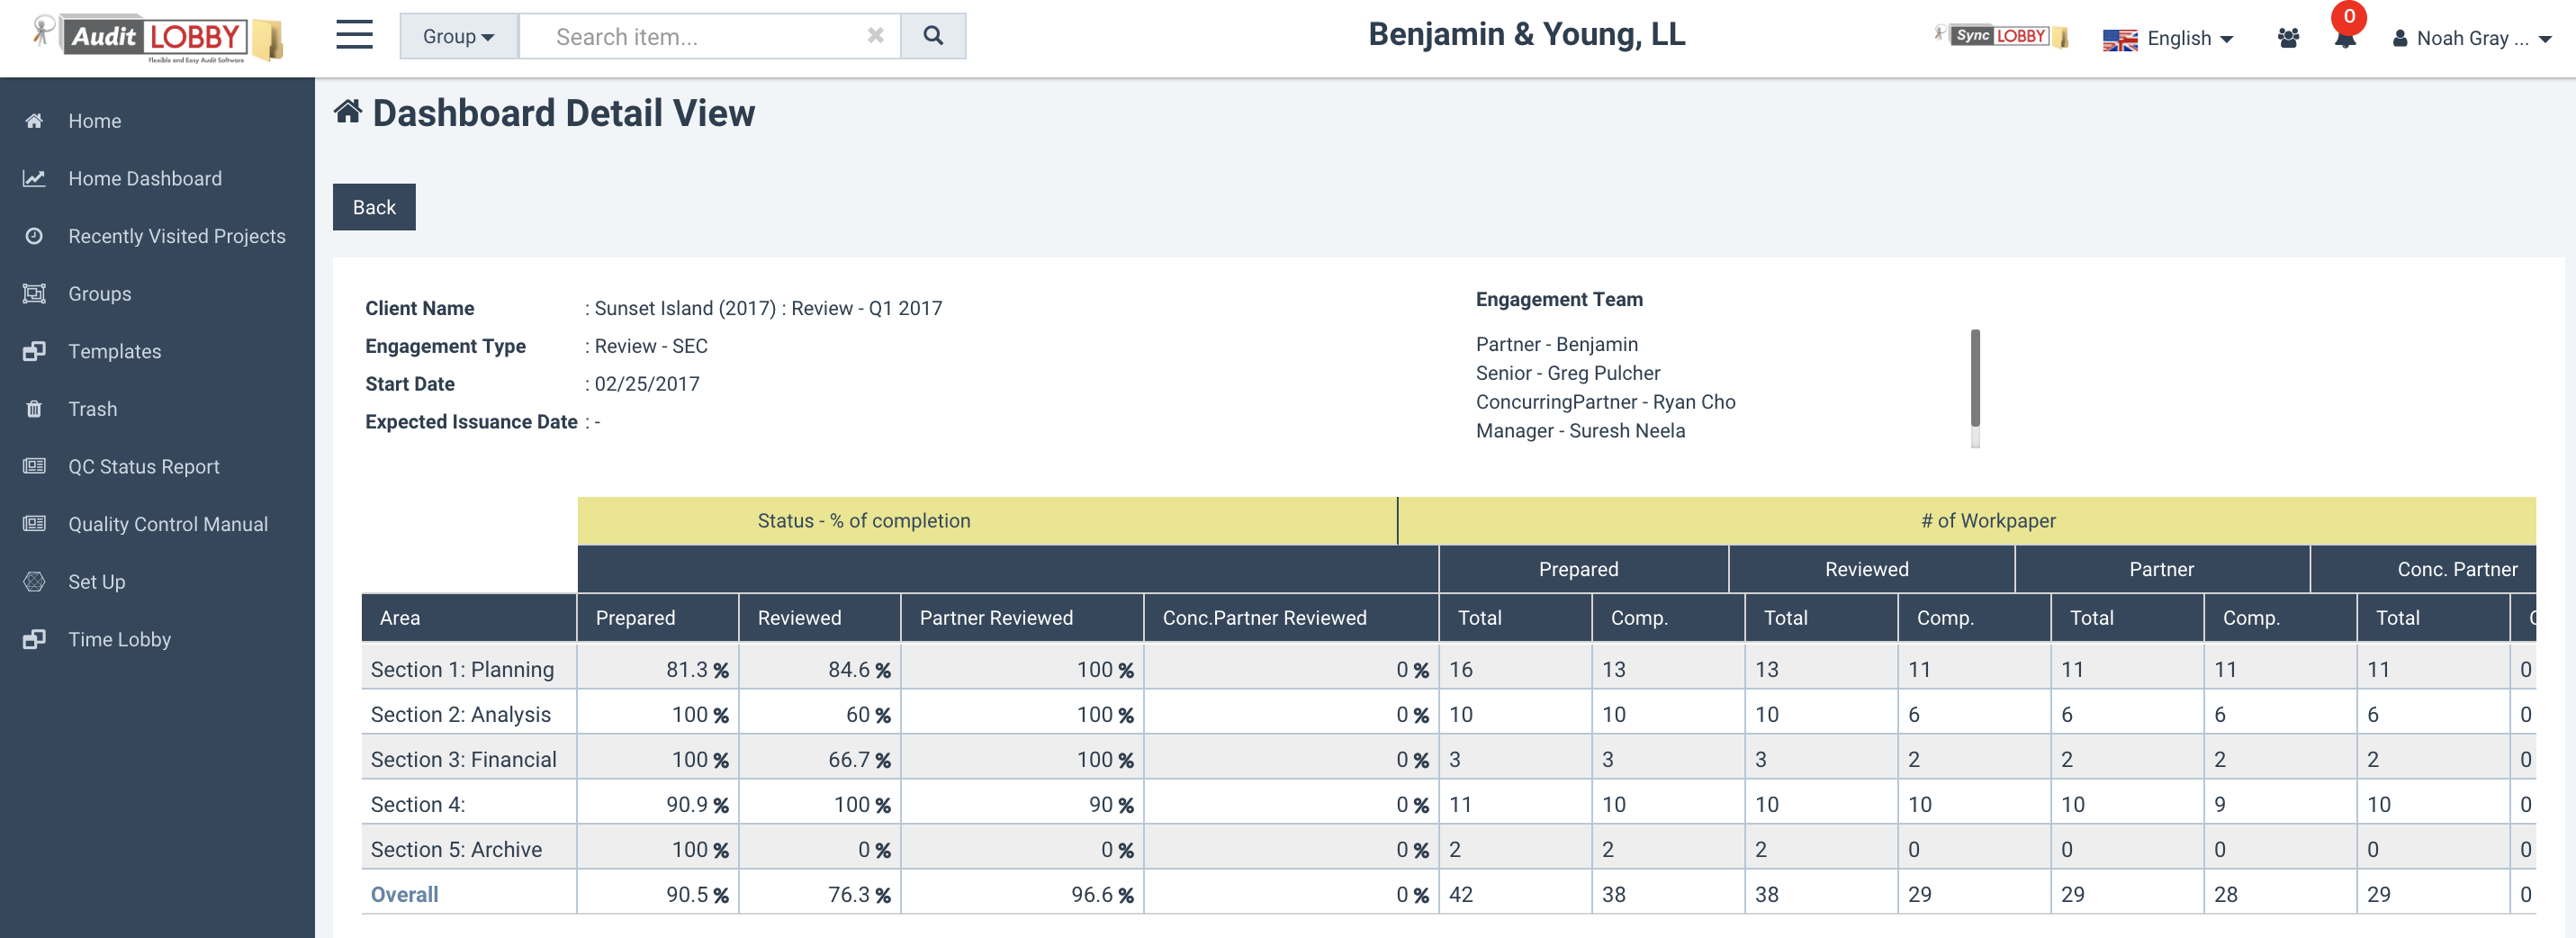 Audit LOBBY
Flexible and Easy Audit Software
Group
Search item...
Benjamin & Young, LL
Sync LOBBY
English
0
Noah Gray ...
Home
Home Dashboard
Recently Visited Projects
Groups
Templates
Trash
QC Status Report
Quality Control Manual
Set Up
Time Lobby
Dashboard Detail View
Back
Client Name : Sunset Island (2017) : Review - Q1 2017
Engagement Type : Review - SEC
Start Date : 02/25/2017
Expected Issuance Date : -
Engagement Team
Partner - Benjamin
Senior - Greg Pulcher
ConcurringPartner - Ryan Cho
Manager - Suresh Neela
Status - % of completion # of Workpaper
Prepared Reviewed Partner Conc. Partner
Area Prepared Reviewed Partner Reviewed Conc.Partner Reviewed Total Comp. Total Comp. Total Comp. Total
Section 1: Planning 81.3 % 84.6 % 100 % 0 % 16 13 13 11 11 11 11 0
Section 2: Analysis 100 % 60 % 100 % 0 % 10 10 10 6 6 6 6 0
Section 3: Financial 100 % 66.7 % 100 % 0 % 3 3 3 2 2 2 2 0
Section 4: 90.9 % 100 % 90 % 0 % 11 10 10 10 10 9 10 0
Section 5: Archive 100 % 0 % 0 % 0 % 2 2 2 0 0 0 0 0
Overall 90.5 % 76.3 % 96.6 % 0 % 42 38 38 29 29 28 29 0